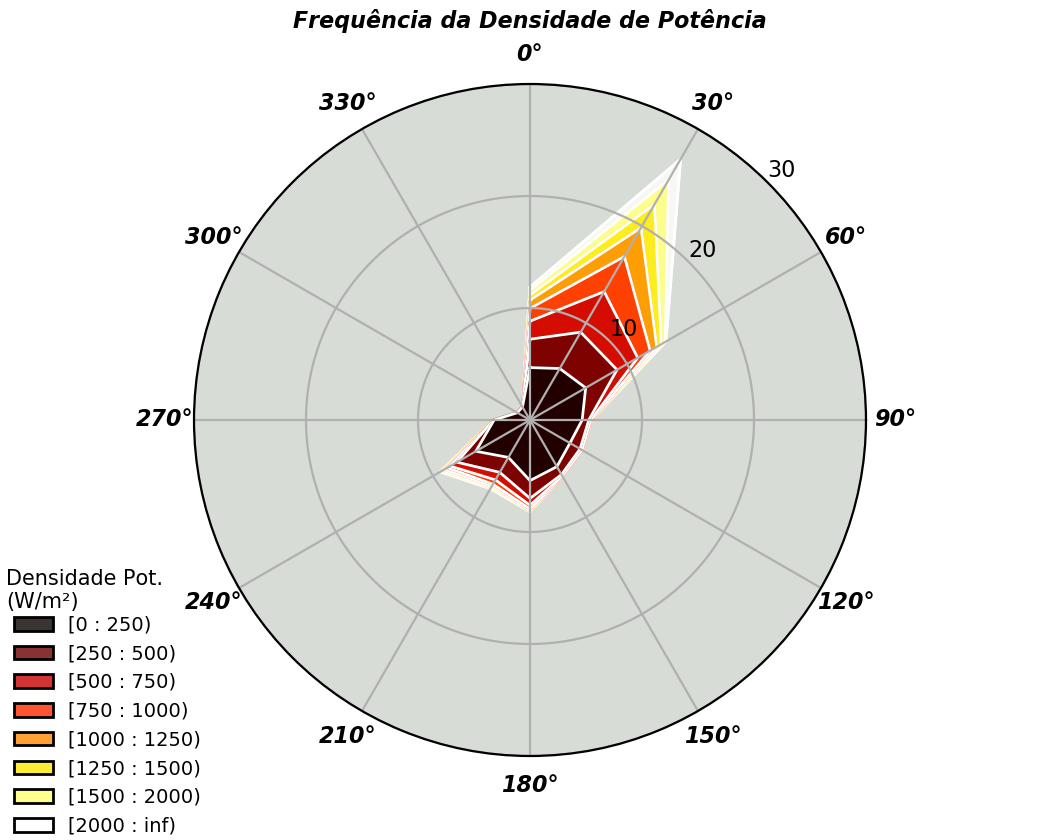 Frequência da Densidade de Potência
0°
330°
30°
30
300°
60°
20
10
270°
90°
240°
120°
210°
150°
180°
Densidade Pot.
(W/m²)
[0 : 250)
[250 : 500)
[500 : 750)
[750 : 1000)
[1000 : 1250)
[1250 : 1500)
[1500 : 2000)
[2000 : inf)